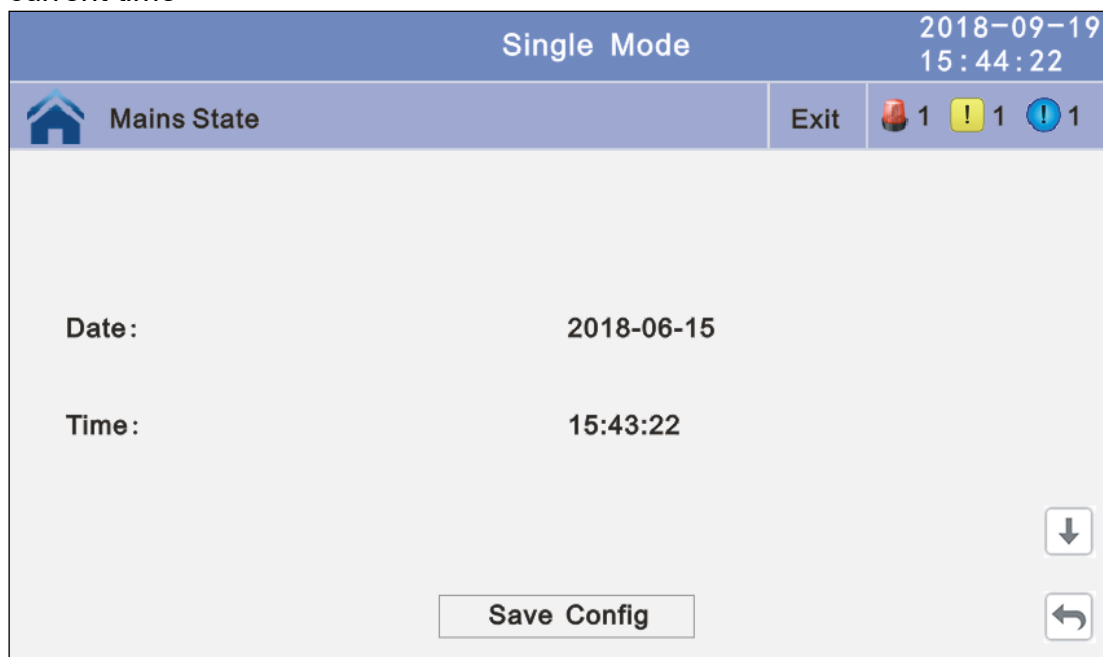 Single Mode
2018-09-19
15:44:22
Mains State
Exit
1
! 1
! 1
Date:
2018-06-15
Time:
15:43:22
Save Config